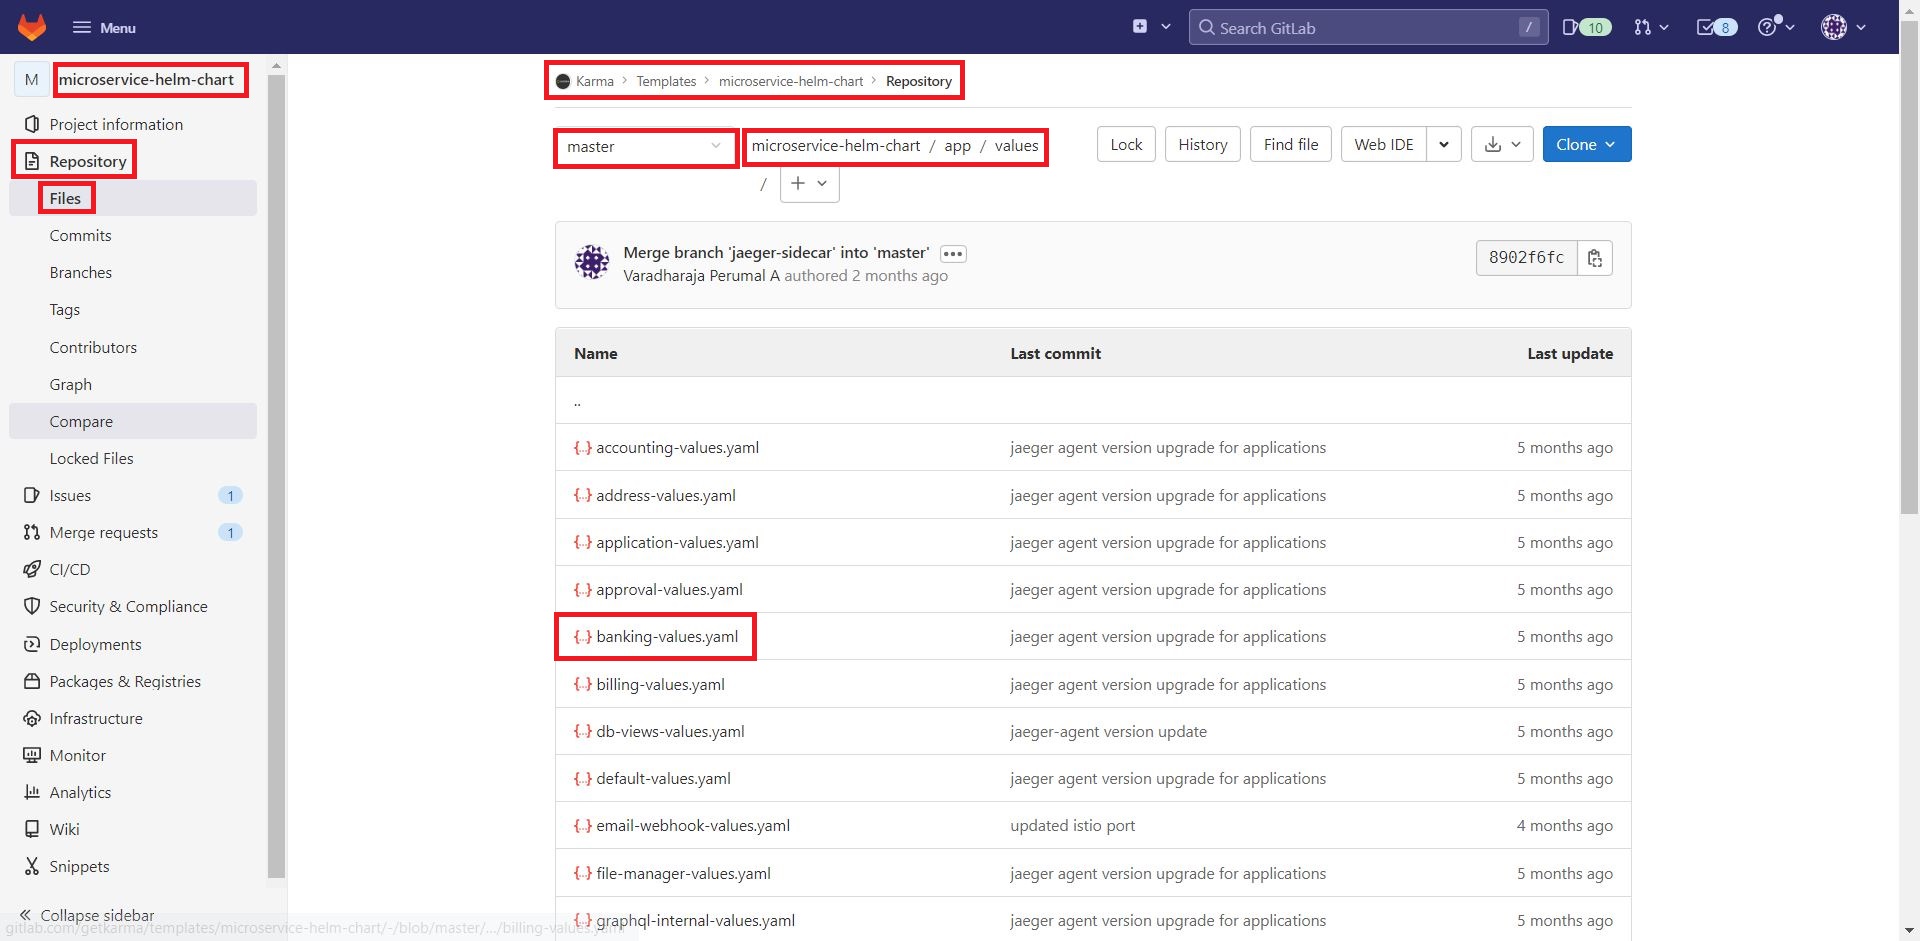 Menu
Search GitLab
/
10
8
M
microservice-helm-chart
Project information
Repository
Files
Commits
Branches
Tags
Contributors
Graph
Compare
Locked Files
Issues
1
Merge requests
1
CI/CD
Security & Compliance
Deployments
Packages & Registries
Infrastructure
Monitor
Analytics
Wiki
Snippets
Collapse sidebar
Karma > Templates > microservice-helm-chart > Repository
master
microservice-helm-chart / app / values
/
Lock
History
Find file
Web IDE
Clone
Merge branch 'jaeger-sidecar' into 'master'
Varadharaja Perumal A authored 2 months ago
8902f6fc
Name Last commit Last update
..
accounting-values.yaml jaeger agent version upgrade for applications 5 months ago
address-values.yaml jaeger agent version upgrade for applications 5 months ago
application-values.yaml jaeger agent version upgrade for applications 5 months ago
approval-values.yaml jaeger agent version upgrade for applications 5 months ago
banking-values.yaml jaeger agent version upgrade for applications 5 months ago
billing-values.yaml jaeger agent version upgrade for applications 5 months ago
db-views-values.yaml jaeger-agent version update 5 months ago
default-values.yaml jaeger agent version upgrade for applications 5 months ago
email-webhook-values.yaml updated istio port 4 months ago
file-manager-values.yaml jaeger agent version upgrade for applications 5 months ago
graphql-internal-values.yaml jaeger agent version upgrade for applications 5 months ago
gitlab.com/getkarma/templates/microservice-helm-chart/-/blob/master/.../billing-values.yaml